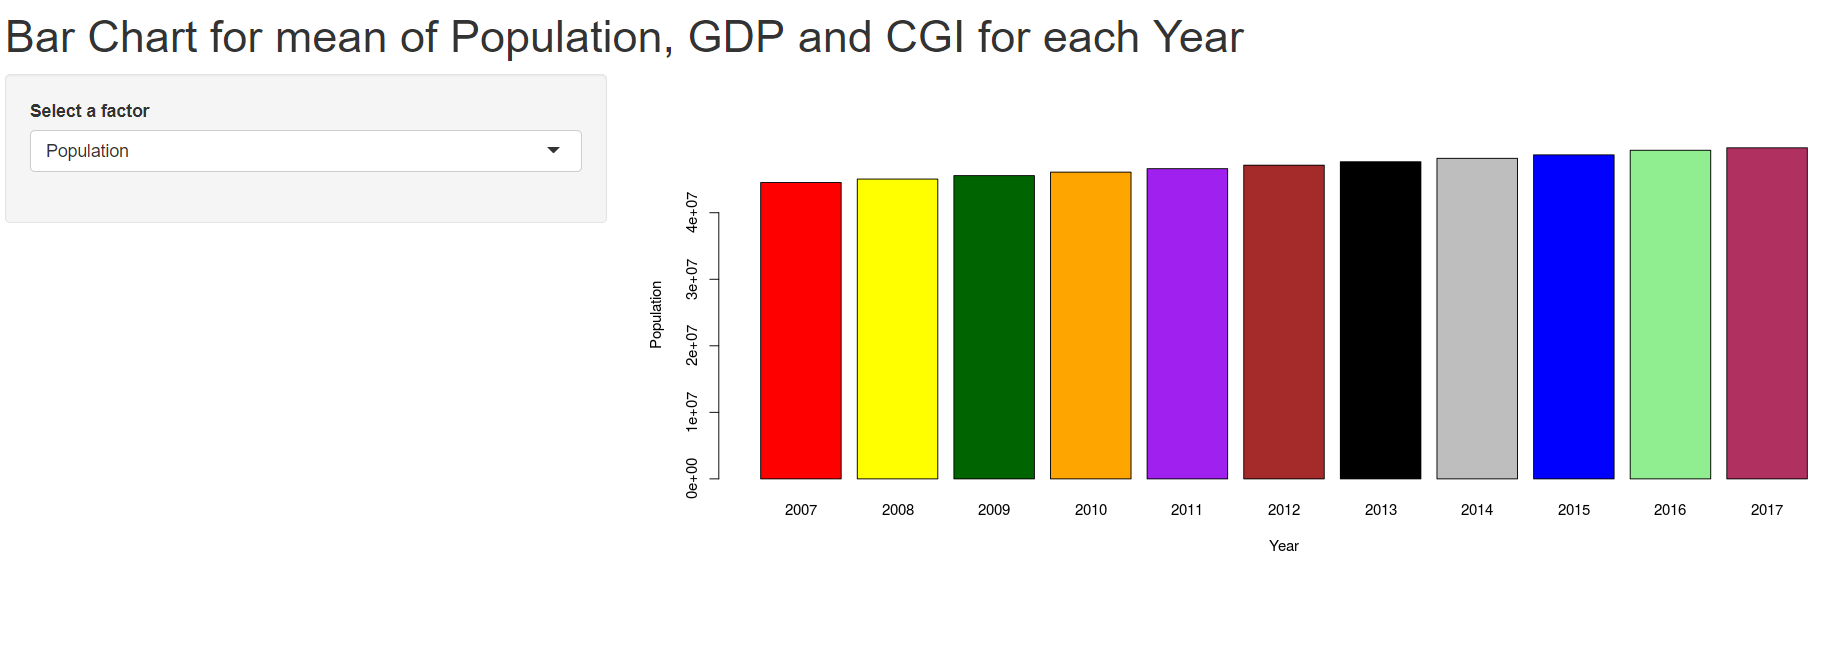 Bar Chart for mean of Population, GDP and CGI for each Year
Select a factor
Population
Population
4e+07
3e+07
2e+07
1e+07
0e+00
2007 2008 2009 2010 2011 2012 2013 2014 2015 2016 2017
Year